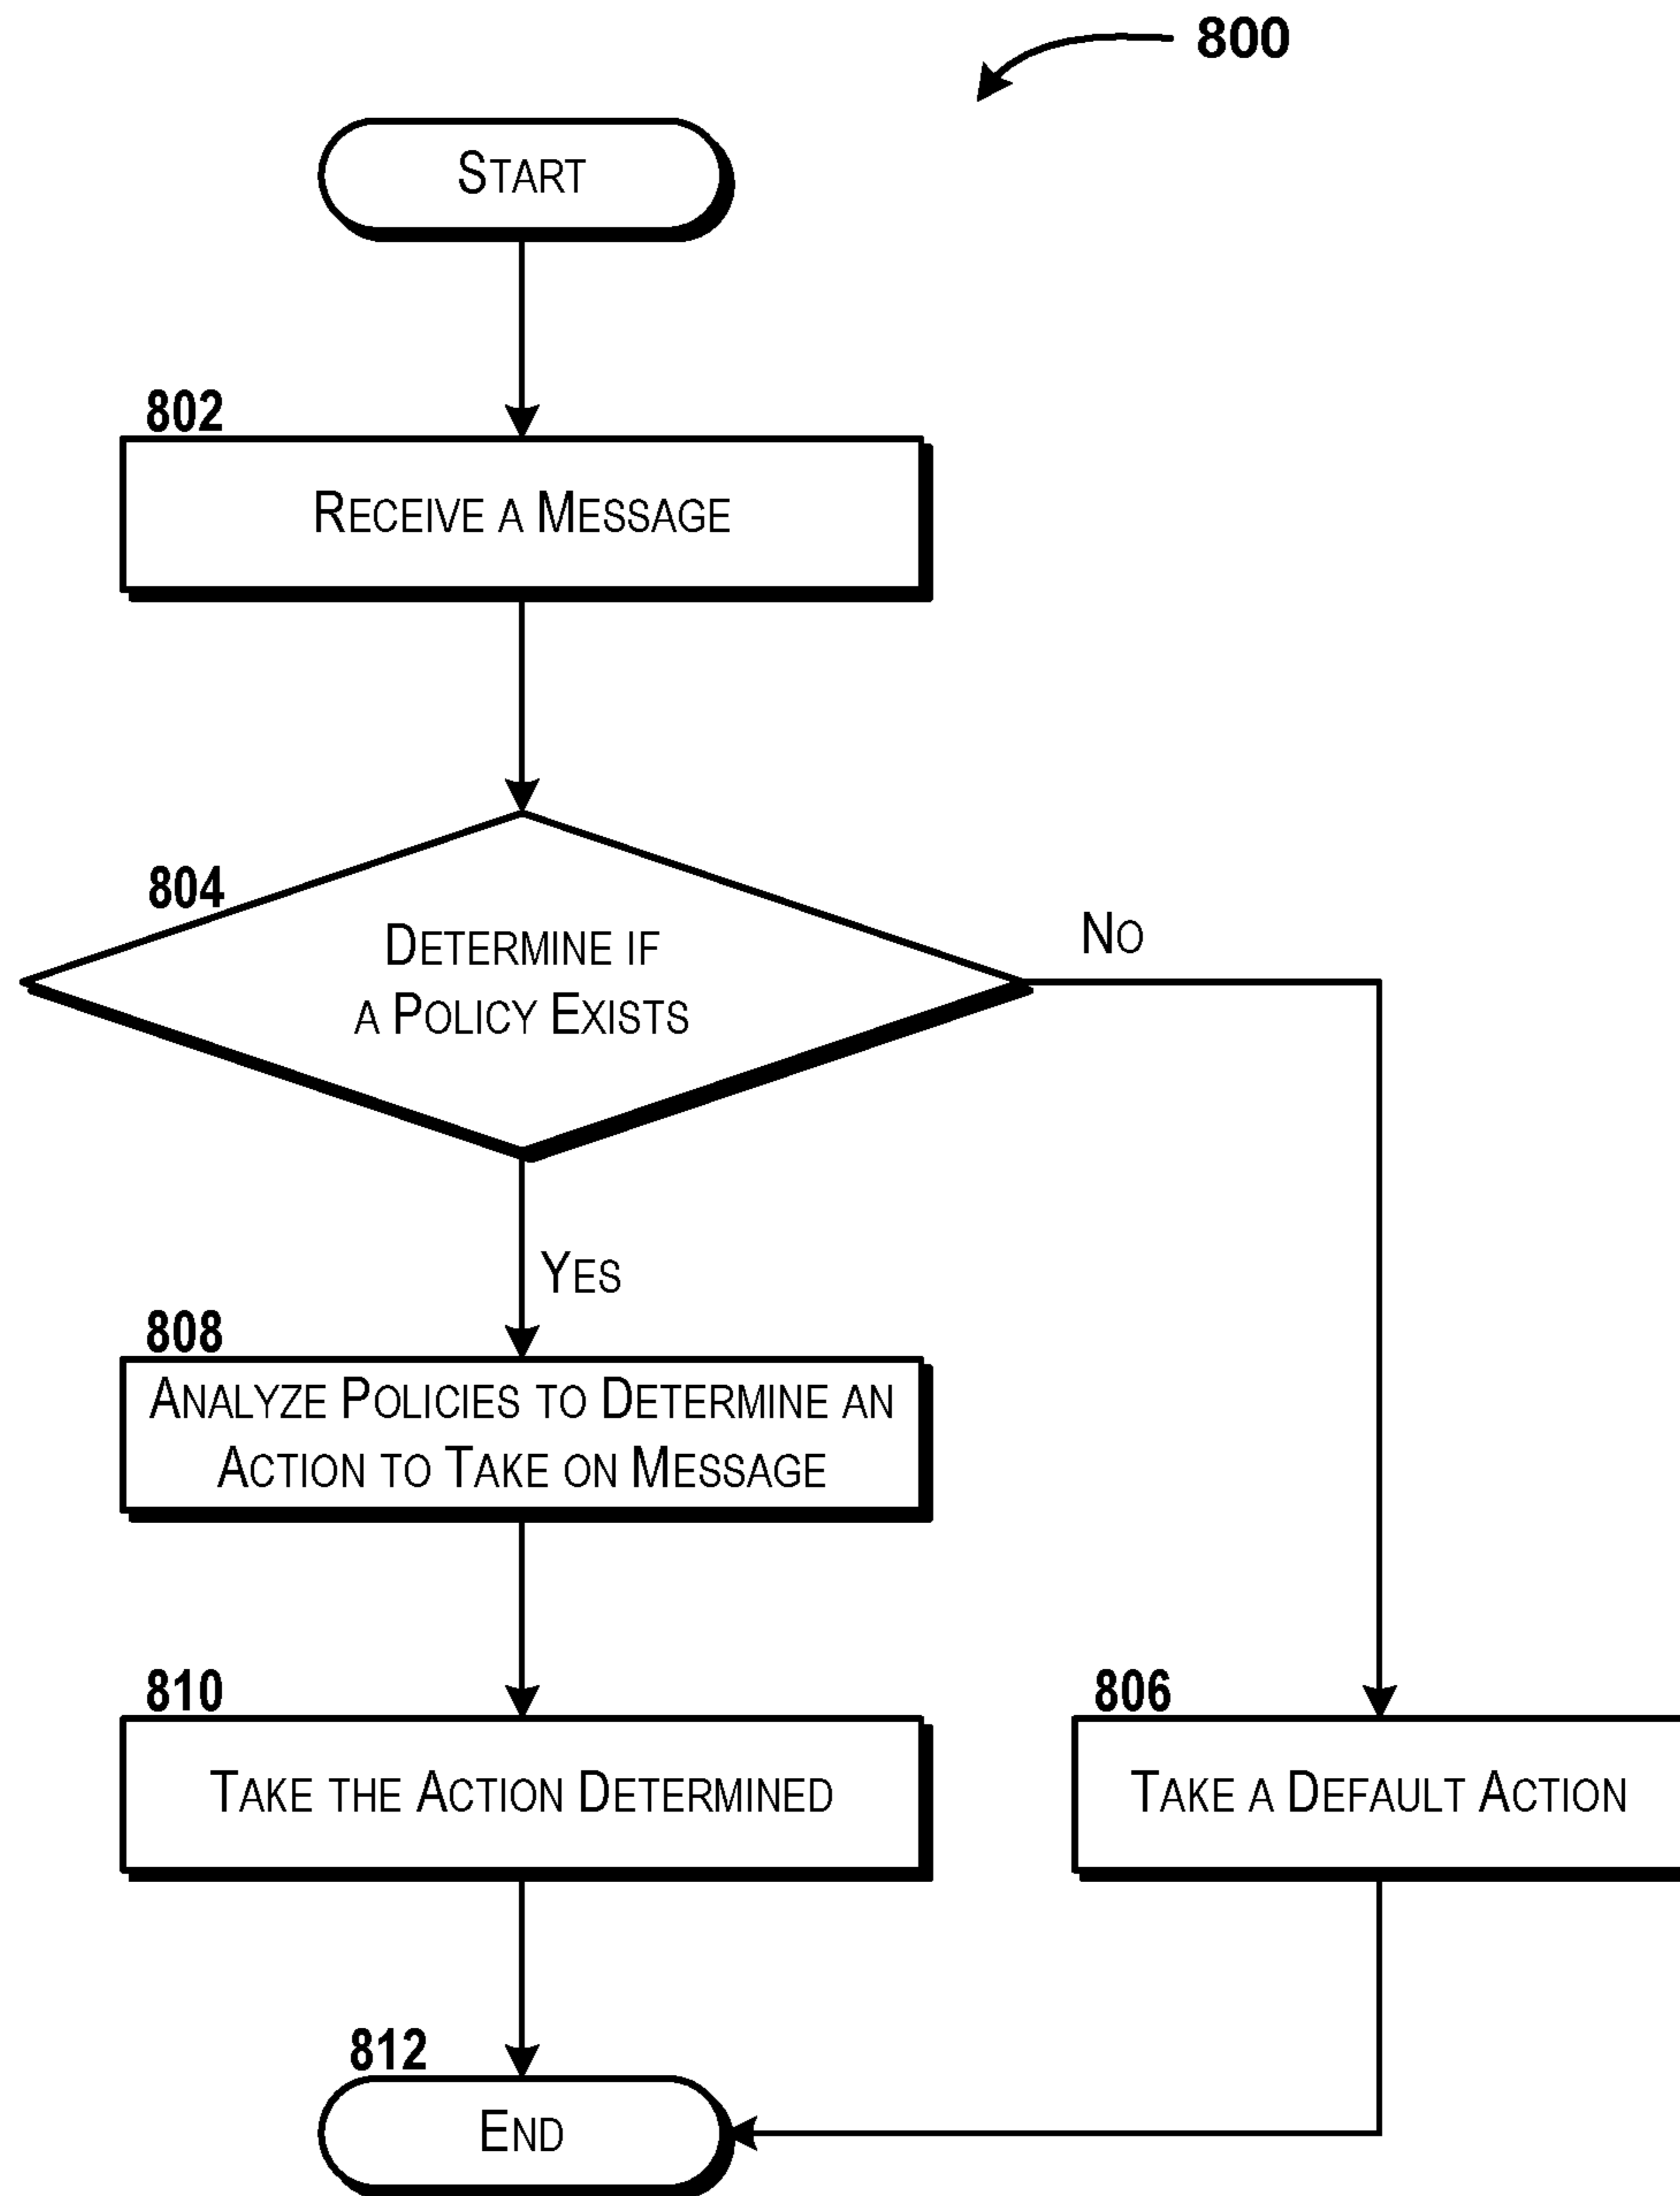 800
START
802
RECEIVE A MESSAGE
804
DETERMINE IF
A POLICY EXISTS
NO
YES
808
ANALYZE POLICIES TO DETERMINE AN
ACTION TO TAKE ON MESSAGE
810
TAKE THE ACTION DETERMINED
806
TAKE A DEFAULT ACTION
812
END